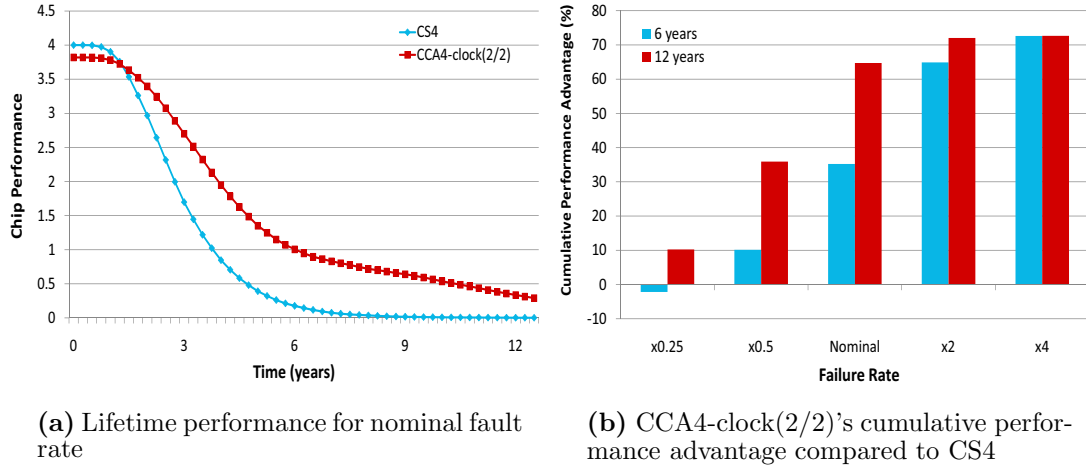 CS4
CCA4-clock(2/2)
Chip Performance
4.5
4
3.5
3
2.5
2
1.5
1
0.5
0
0 3 6 9 12
Time (years)
(a) Lifetime performance for nominal fault
rate
Cumulative Performance Advantage (%)
80
70
60
50
40
30
20
10
0
-10
6 years
12 years
x0.25 x0.5 Nominal x2 x4
Failure Rate
(b) CCA4-clock(2/2)'s cumulative perfor-
mance advantage compared to CS4